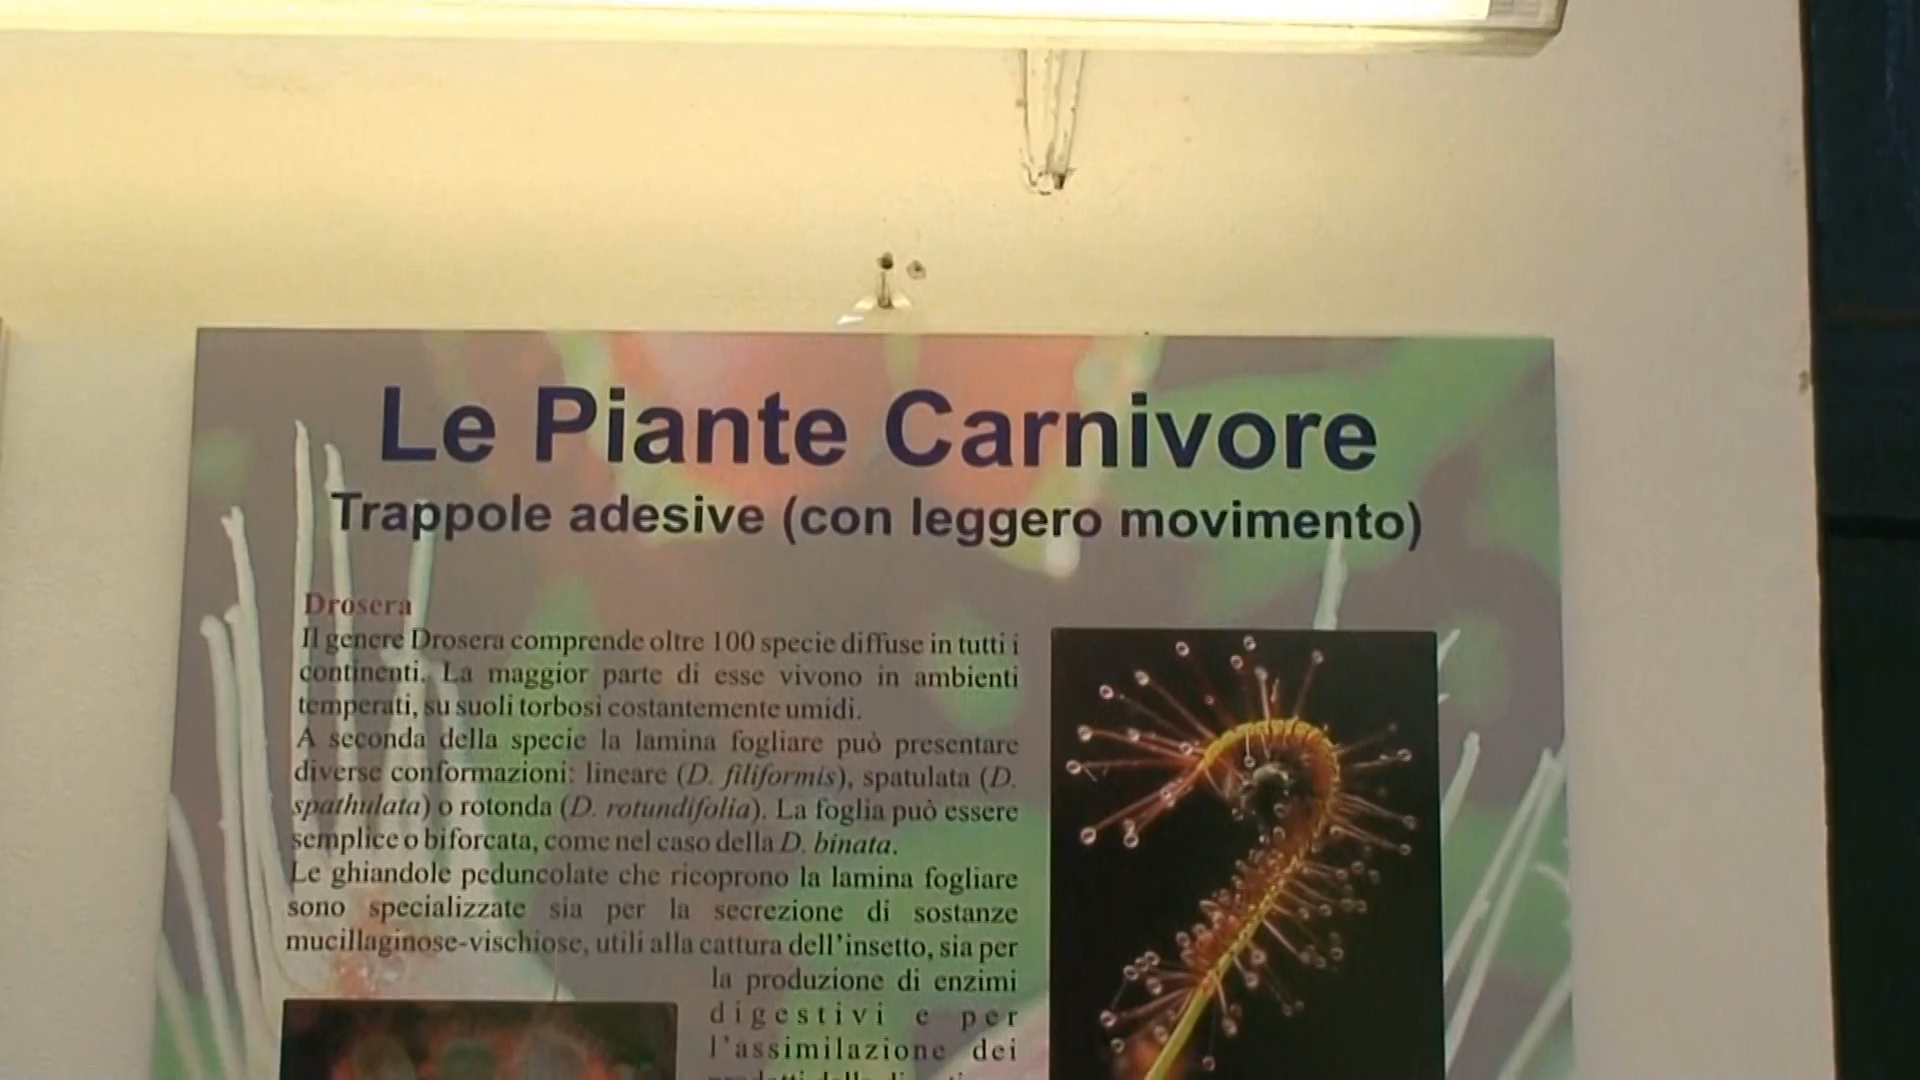 Le Piante Carnivore
Trappole adesive (con leggero movimento)
Drosera
Il genere Drosera comprende oltre 100 specie diffuse in tutti i
continenti. La maggior parte di esse vivono in ambienti
temperati, su suoli torbosi costantemente umidi.
A seconda della specie la lamina fogliare può presentare
diverse conformazioni: lineare (D. filiformis), spatulata (D.
spathulata) o rotonda (D. rotundifolia). La foglia può essere
semplice o biforcata, come nel caso della D. binata.
Le ghiandole peduncolate che ricoprono la lamina fogliare
sono specializzate sia per la secrezione di sostanze
mucillaginose-vischiose, utili alla cattura dell'insetto, sia per
la produzione di enzimi
digestivi e per
l'assimilazione dei